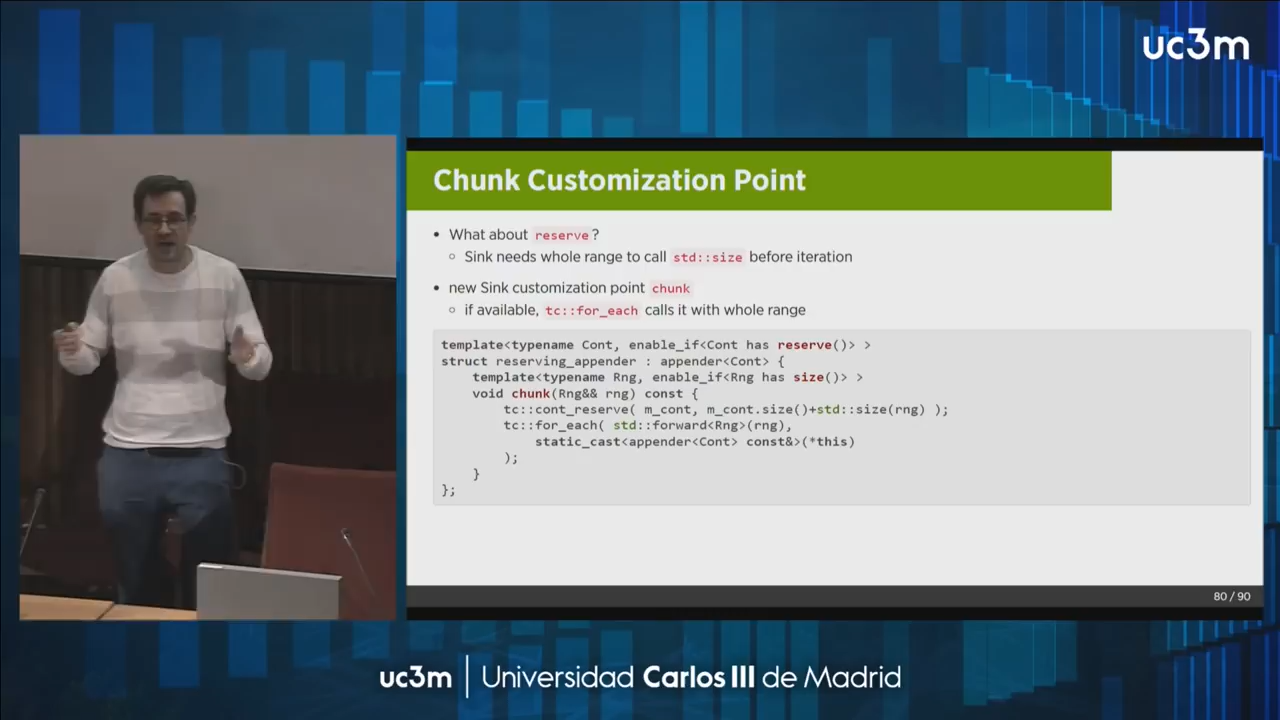 uc3m
Chunk Customization Point
• What about reserve?
○ Sink needs whole range to call std::size before iteration
• new Sink customization point chunk
○ if available, tc::for_each calls it with whole range
template<typename Cont, enable_if<Cont has reserve()> >
struct reserving_appender : appender<Cont> {
    template<typename Rng, enable_if<Rng has size()> >
    void chunk(Rng&& rng) const {
        tc::cont_reserve( m_cont, m_cont.size()+std::size(rng) );
        tc::for_each( std::forward<Rng>(rng),
            static_cast<appender<Cont> const&>(*this)
        );
    }
};
80 / 90
uc3m | Universidad Carlos III de Madrid